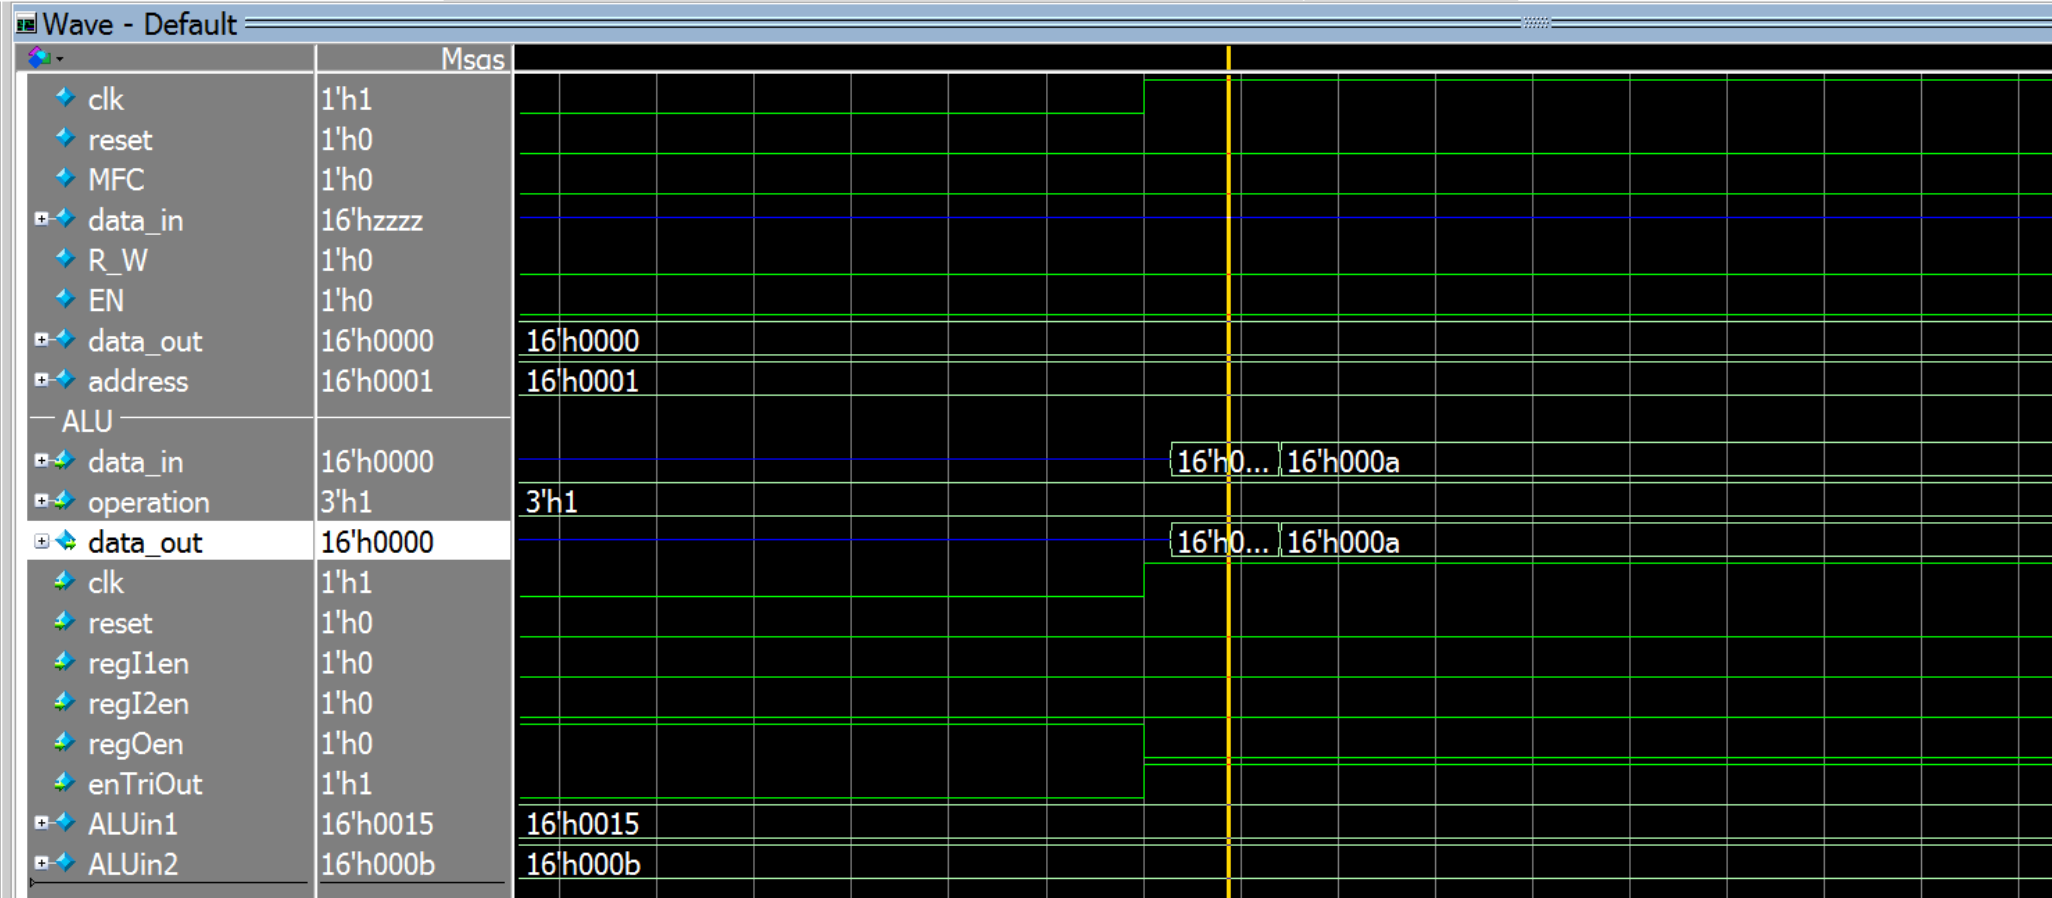 Wave - Default
Msgs
clk 1'h1
reset 1'h0
MFC 1'h0
data_in 16'hzzzz
R_W 1'h0
EN 1'h0
data_out 16'h0000 16'h0000
address 16'h0001 16'h0001
ALU
data_in 16'h0000 16'h0... 16'h000a
operation 3'h1 3'h1
data_out 16'h0000 16'h0... 16'h000a
clk 1'h1
reset 1'h0
regI1en 1'h0
regI2en 1'h0
regOen 1'h0
enTriOut 1'h1
ALUin1 16'h0015 16'h0015
ALUin2 16'h000b 16'h000b